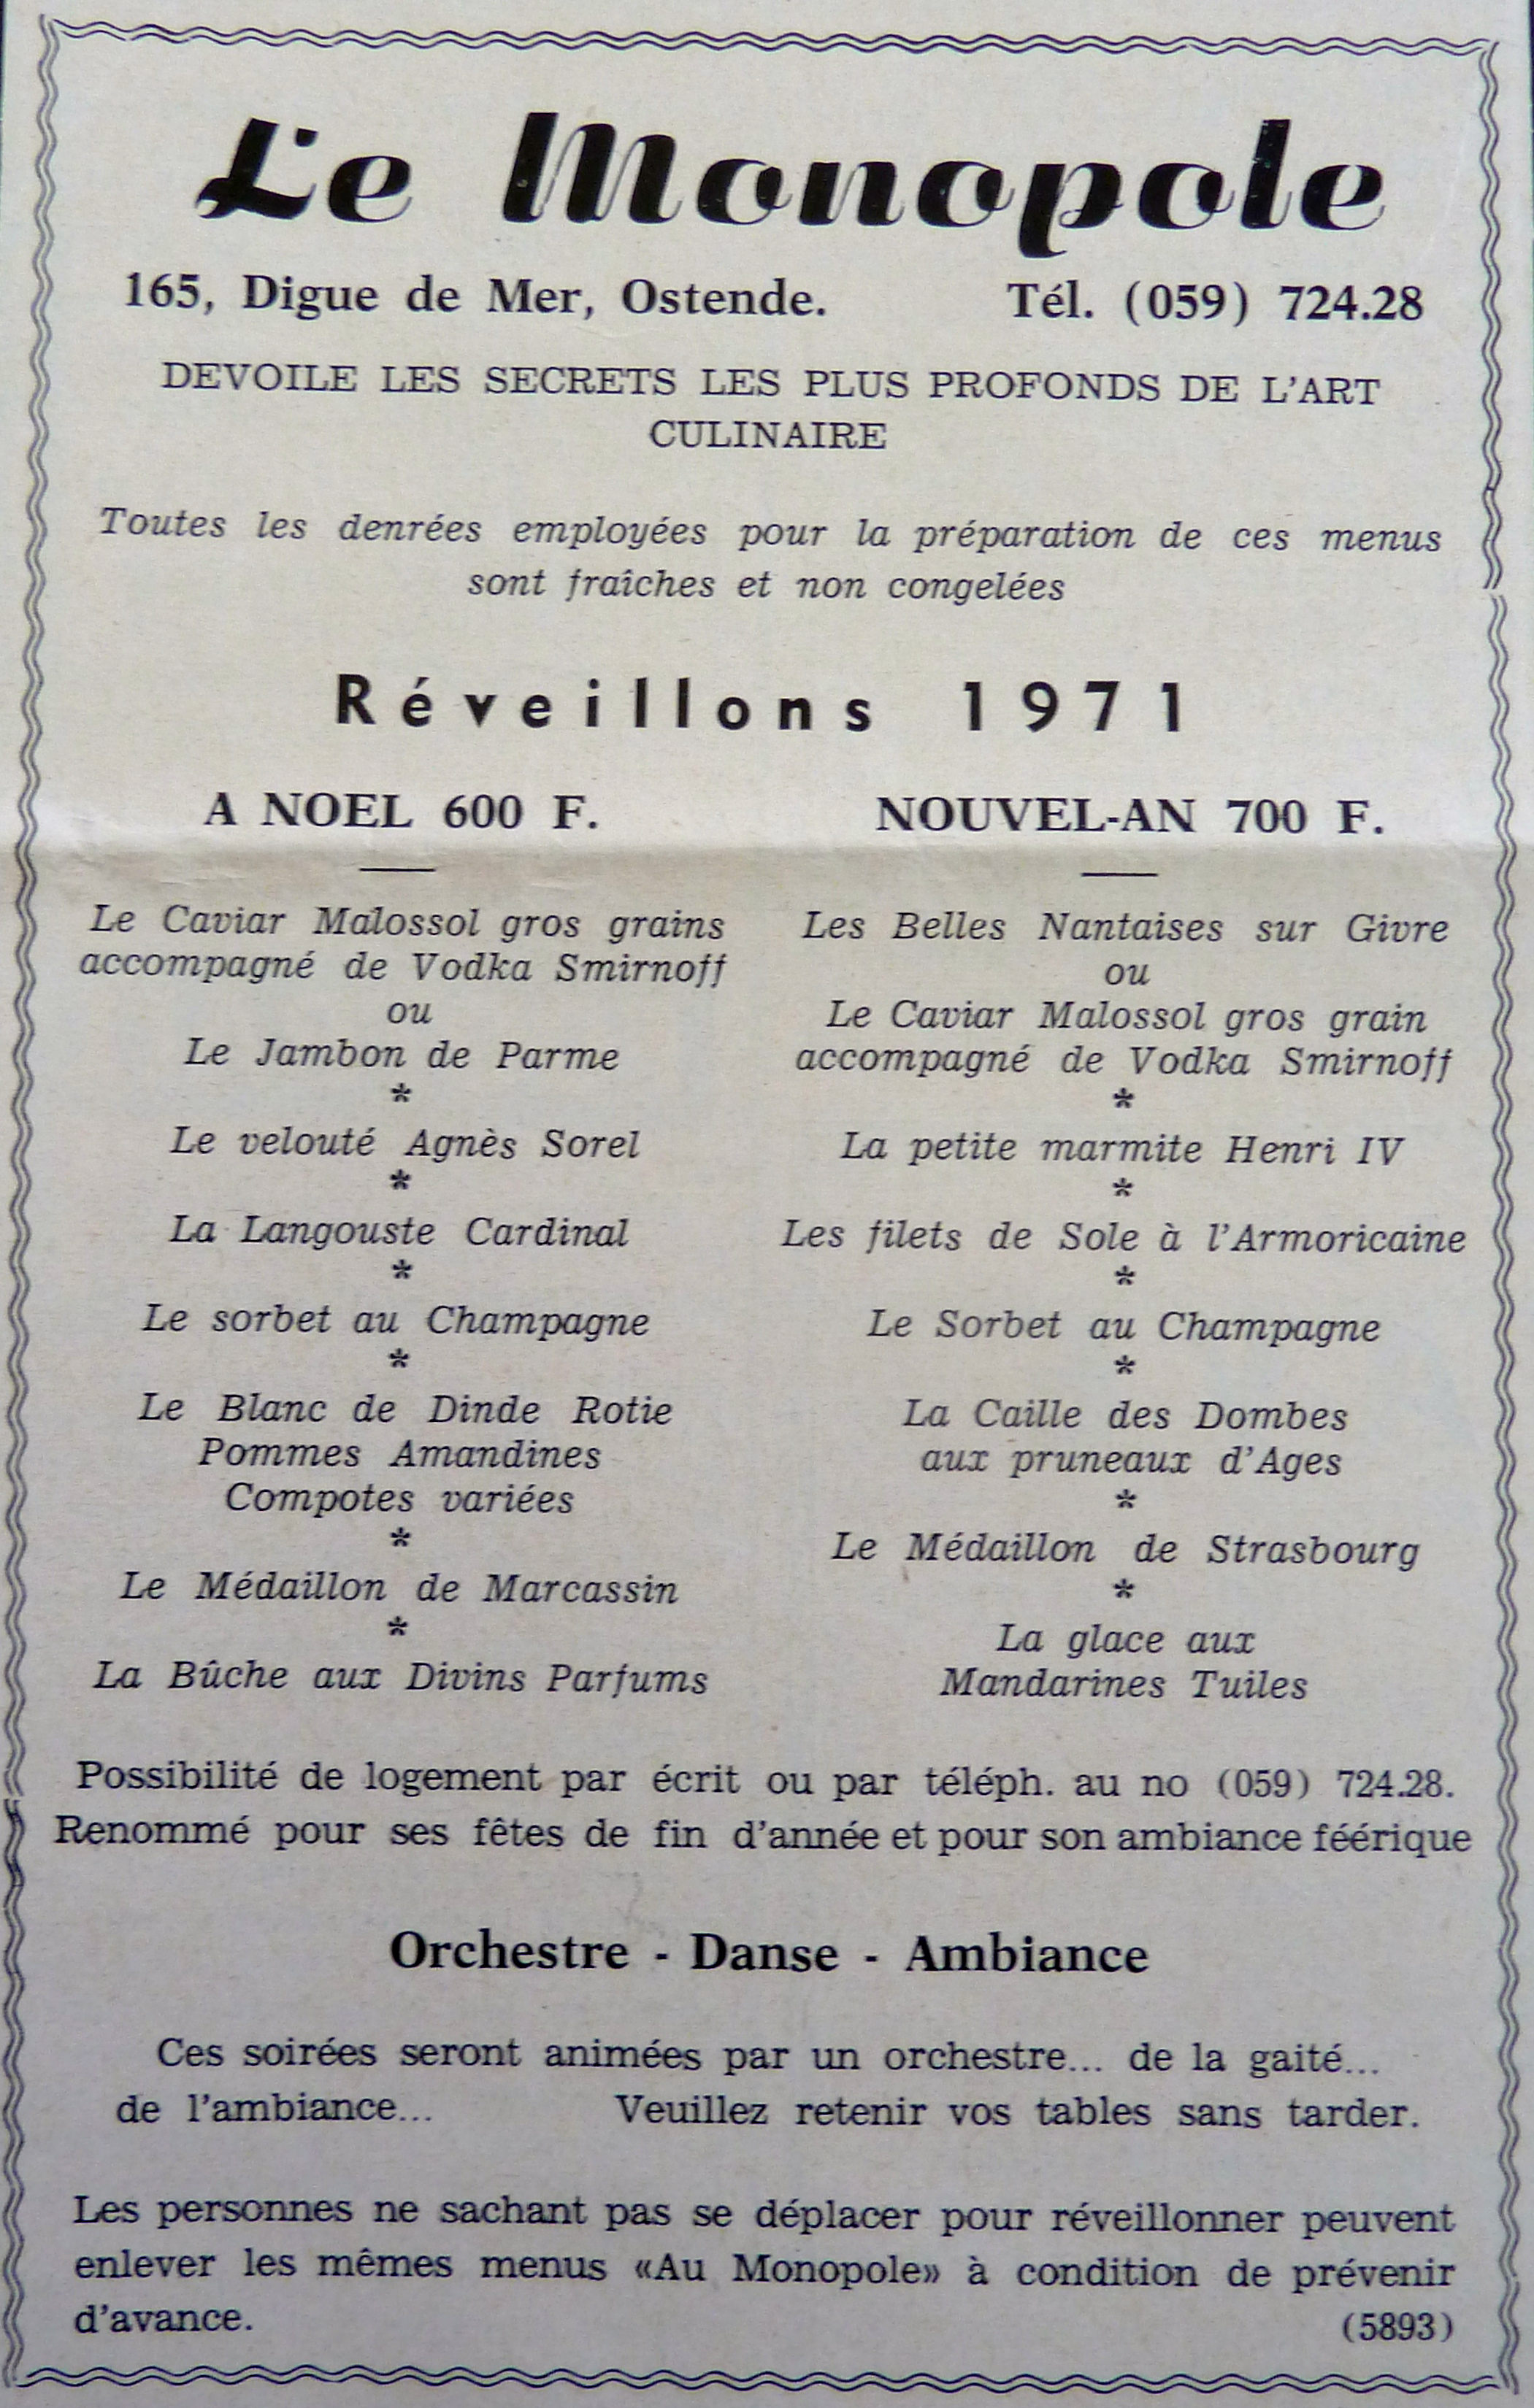 Le Monopole
165, Digue de Mer, Ostende. Tél. (059) 724.28
DEVOILE LES SECRETS LES PLUS PROFONDS DE L'ART
CULINAIRE
Toutes les denrées employées pour la préparation de ces menus
sont fraîches et non congelées
Réveillons 1971
A NOEL 600 F.
Le Caviar Malossol gros grains
accompagné de Vodka Smirnoff
ou
Le Jambon de Parme
*
Le velouté Agnès Sorel
*
La Langouste Cardinal
*
Le sorbet au Champagne
*
Le Blanc de Dinde Rotie
Pommes Amandines
Compotes variées
*
Le Médaillon de Marcassin
*
La Bûche aux Divins Parfums
NOUVEL-AN 700 F.
Les Belles Nantaises sur Givre
ou
Le Caviar Malossol gros grain
accompagné de Vodka Smirnoff
*
La petite marmite Henri IV
*
Les filets de Sole à l'Armoricaine
*
Le Sorbet au Champagne
*
La Caille des Dombes
aux pruneaux d'Ages
*
Le Médaillon de Strasbourg
*
La glace aux
Mandarines Tuiles
Possibilité de logement par écrit ou par téléph. au no (059) 724.28.
Renommé pour ses fêtes de fin d'année et pour son ambiance féérique
Orchestre - Danse - Ambiance
Ces soirées seront animées par un orchestre... de la gaité...
de l'ambiance... Veuillez retenir vos tables sans tarder.
Les personnes ne sachant pas se déplacer pour réveillonner peuvent
enlever les mêmes menus «Au Monopole» à condition de prévenir
d'avance. (5893)